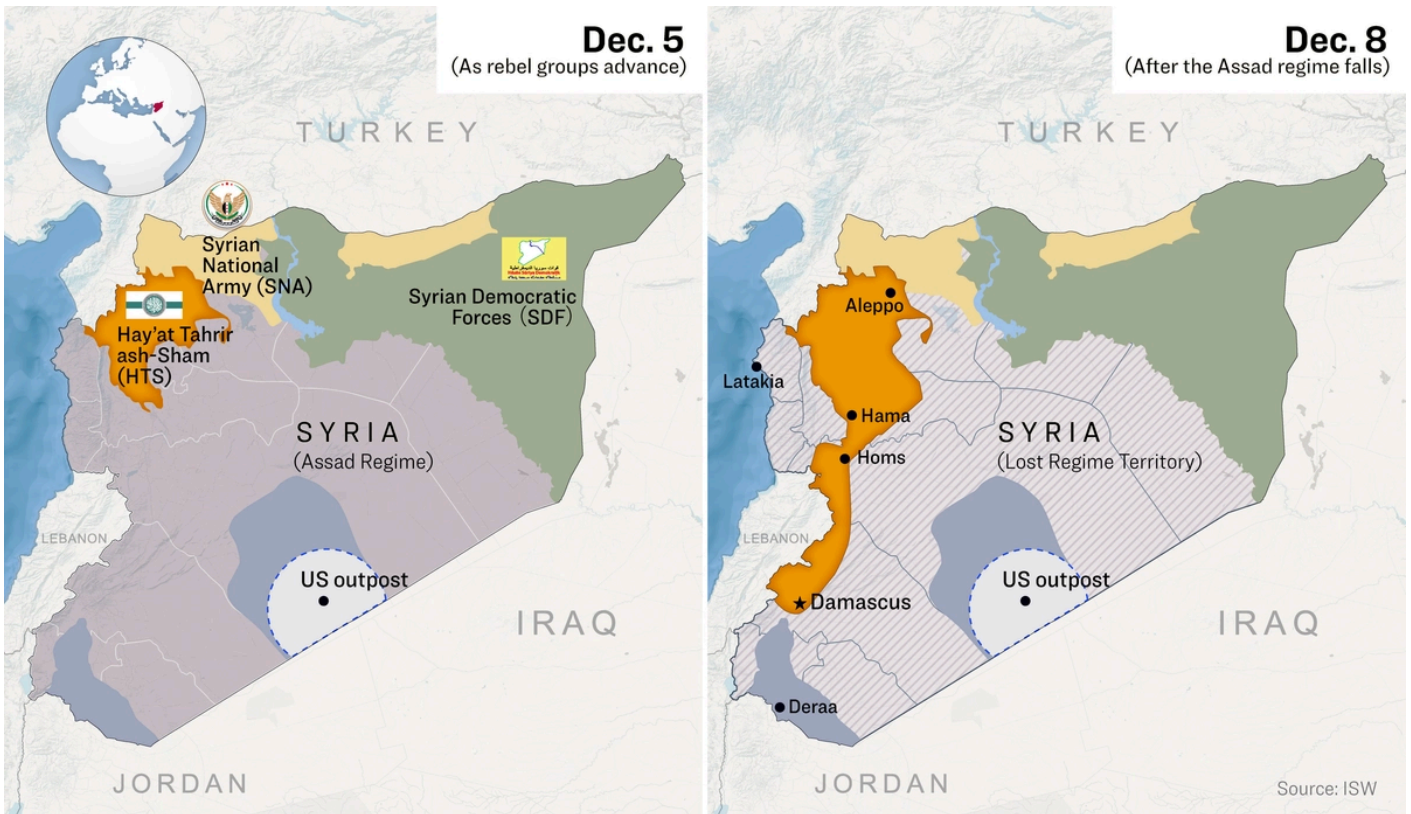 Dec. 5
(As rebel groups advance)
TURKEY
Syrian
National
Army (SNA)
Syrian Democratic
Forces (SDF)
Hay'at Tahrir
ash-Sham
(HTS)
SYRIA
(Assad Regime)
LEBANON
US outpost
IRAQ
JORDAN
Dec. 8
(After the Assad regime falls)
TURKEY
Aleppo
Latakia
Hama
SYRIA
(Lost Regime Territory)
Homs
LEBANON
US outpost
Damascus
IRAQ
Deraa
JORDAN
Source: ISW